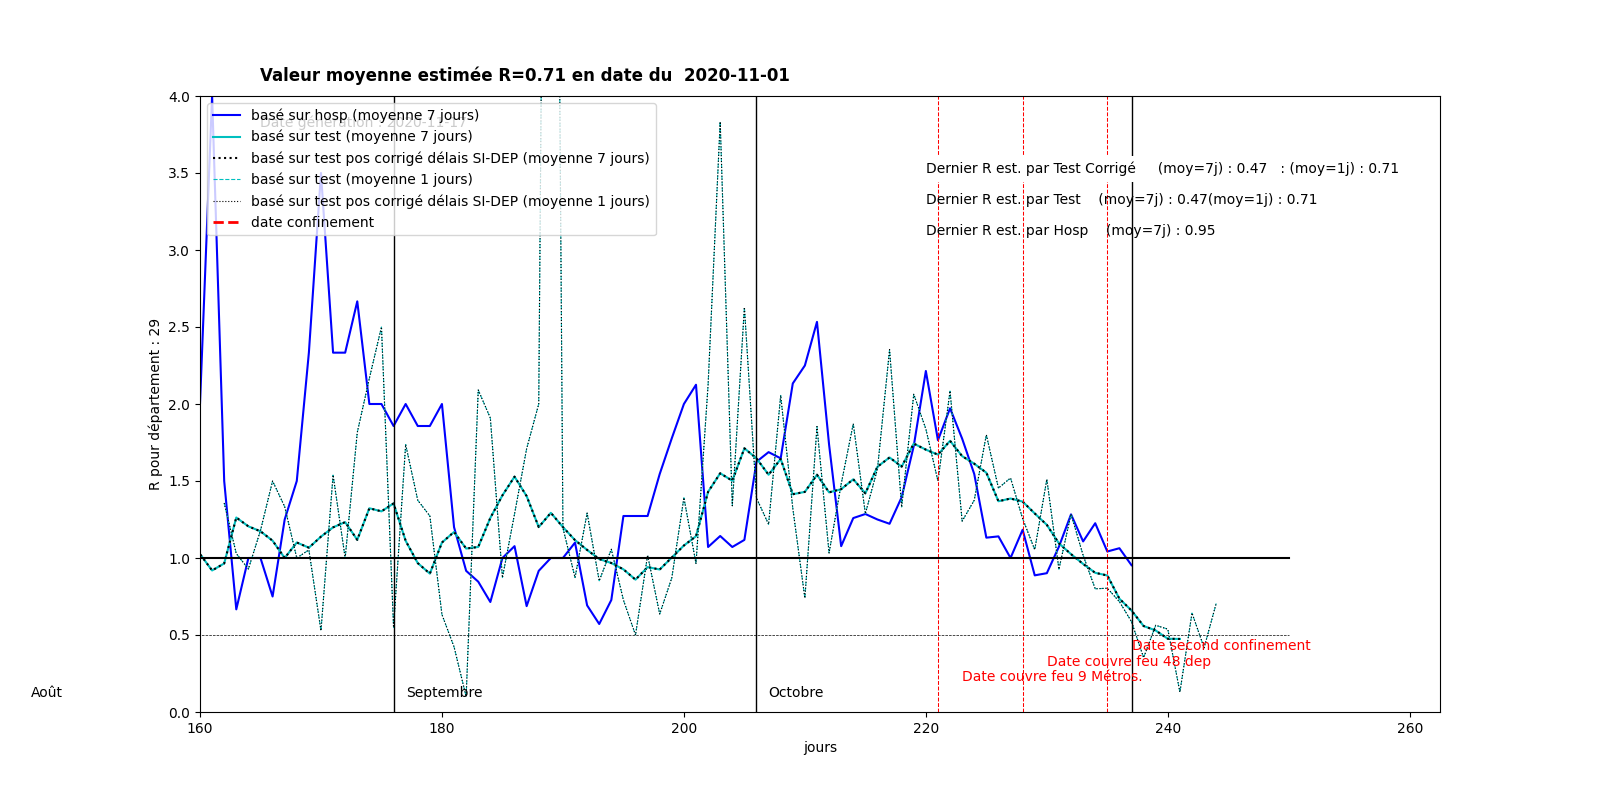 Valeur moyenne estimée R=0.71 en date du  2020-11-01
Date génération : 2020-11-17
basé sur hosp (moyenne 7 jours)
basé sur test (moyenne 7 jours)
basé sur test pos corrigé délais SI-DEP (moyenne 7 jours)
basé sur test (moyenne 1 jours)
basé sur test pos corrigé délais SI-DEP (moyenne 1 jours)
date confinement
Dernier R est. par Test Corrigé     (moy=7j) : 0.47   : (moy=1j) : 0.71
Dernier R est. par Test    (moy=7j) : 0.47(moy=1j) : 0.71
Dernier R est. par Hosp    (moy=7j) : 0.95
R pour département : 29
4.0
3.5
3.0
2.5
2.0
1.5
1.0
0.5
0.0
Date second confinement
Date couvre feu 48 dep
Date couvre feu 9 Métros.
Août
Septembre
Octobre
160
180
200
220
240
260
jours